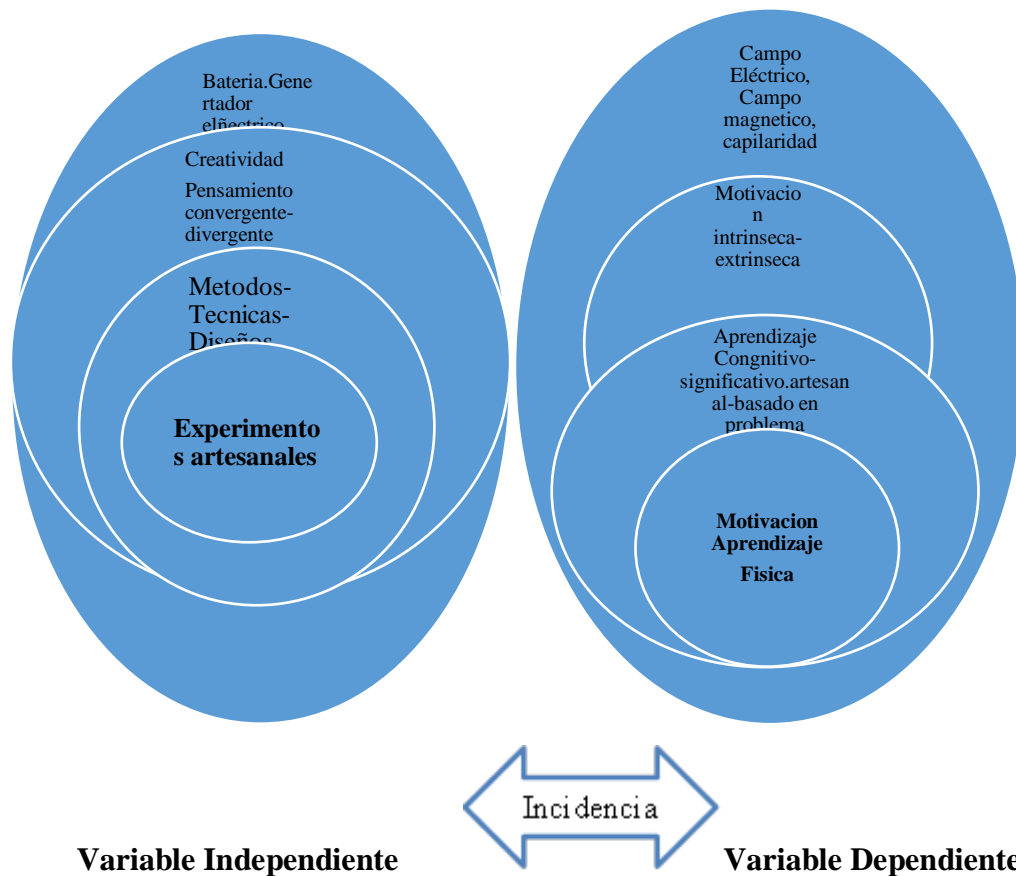 Bateria.Gene
rtador
elñectrico
Creatividad
Pensamiento
convergente-
divergente
Metodos-
Tecnicas-
Diseños
Experimento
s artesanales
Campo
Eléctrico,
Campo
magnetico,
capilaridad
Motivacio
n
intrinseca-
extrinseca
Aprendizaje
Congnitivo-
significativo.artesan
al-basado en
problema
Motivacion
Aprendizaje
Fisica
Incidencia
Variable Independiente
Variable Dependiente